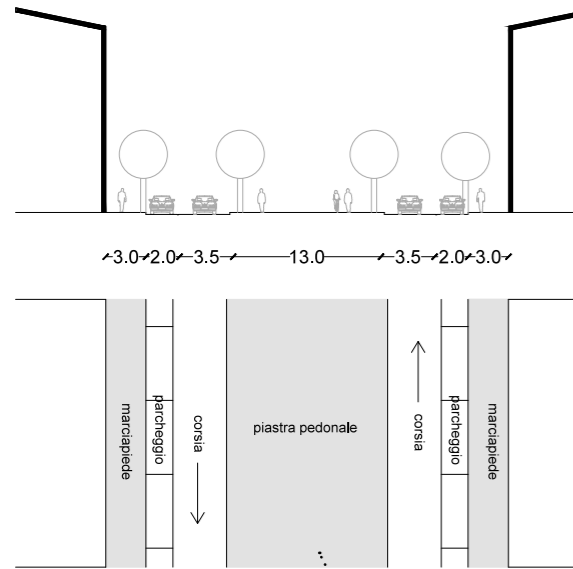 3.0 2.0 3.5 13.0 3.5 2.0 3.0
marciapiede
parcheggio
corsia
piastra pedonale
corsia
parcheggio
marciapiede